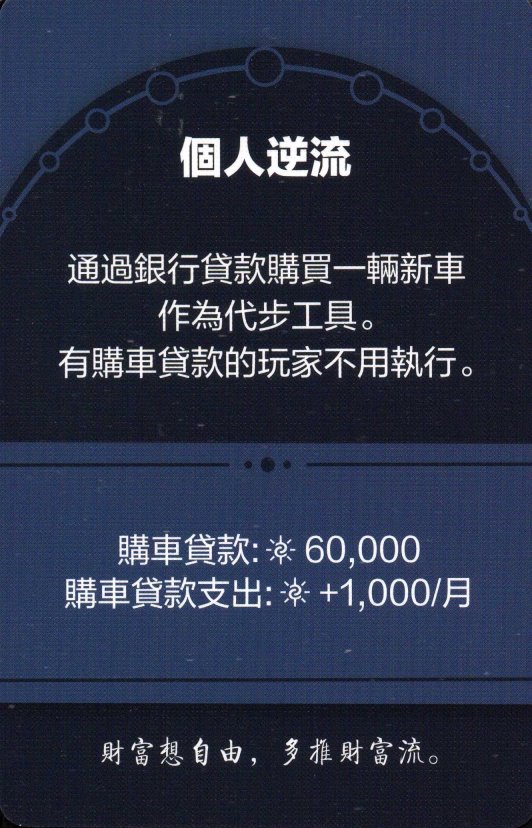 個人逆流
通過銀行貸款購買一輛新車
作為代步工具。
有購車貸款的玩家不用執行。
購車貸款: 60,000
購車貸款支出: +1,000/月
財富想自由，多推財富流。